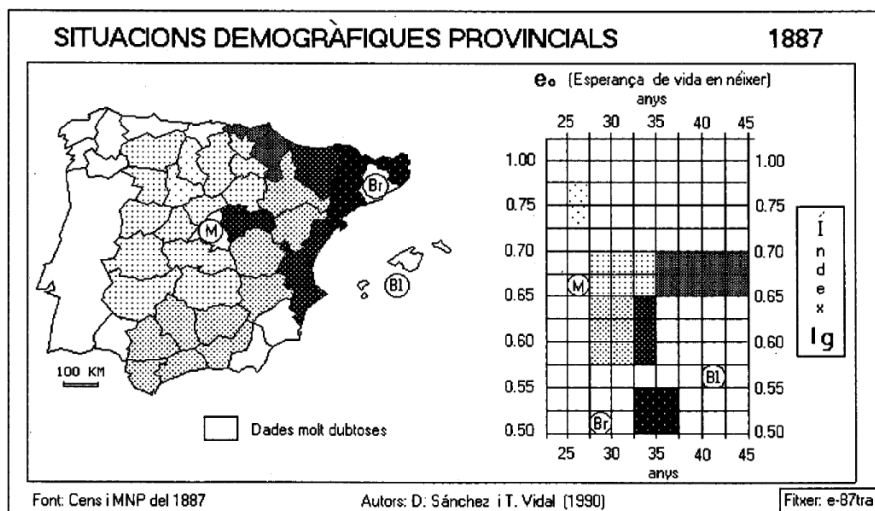 SITUACIONS DEMOGRÀFIQUES PROVINCIALS 1887
e₀ (Esperança de vida en néixer)
anys
25 30 35 40 45
1.00 1.00
0.75 0.75
0.70 0.70
0.65 0.65
0.60 0.60
0.55 0.55
0.50 0.50
25 30 35 40 45
anys
M
Br
Bl
M
Bl
Br
Índex
Ig
100 KM
Dades molt dubtoses
Font: Cens i MNP del 1887
Autors: D. Sánchez i T. Vidal (1990)
Fitxer: e-87tra